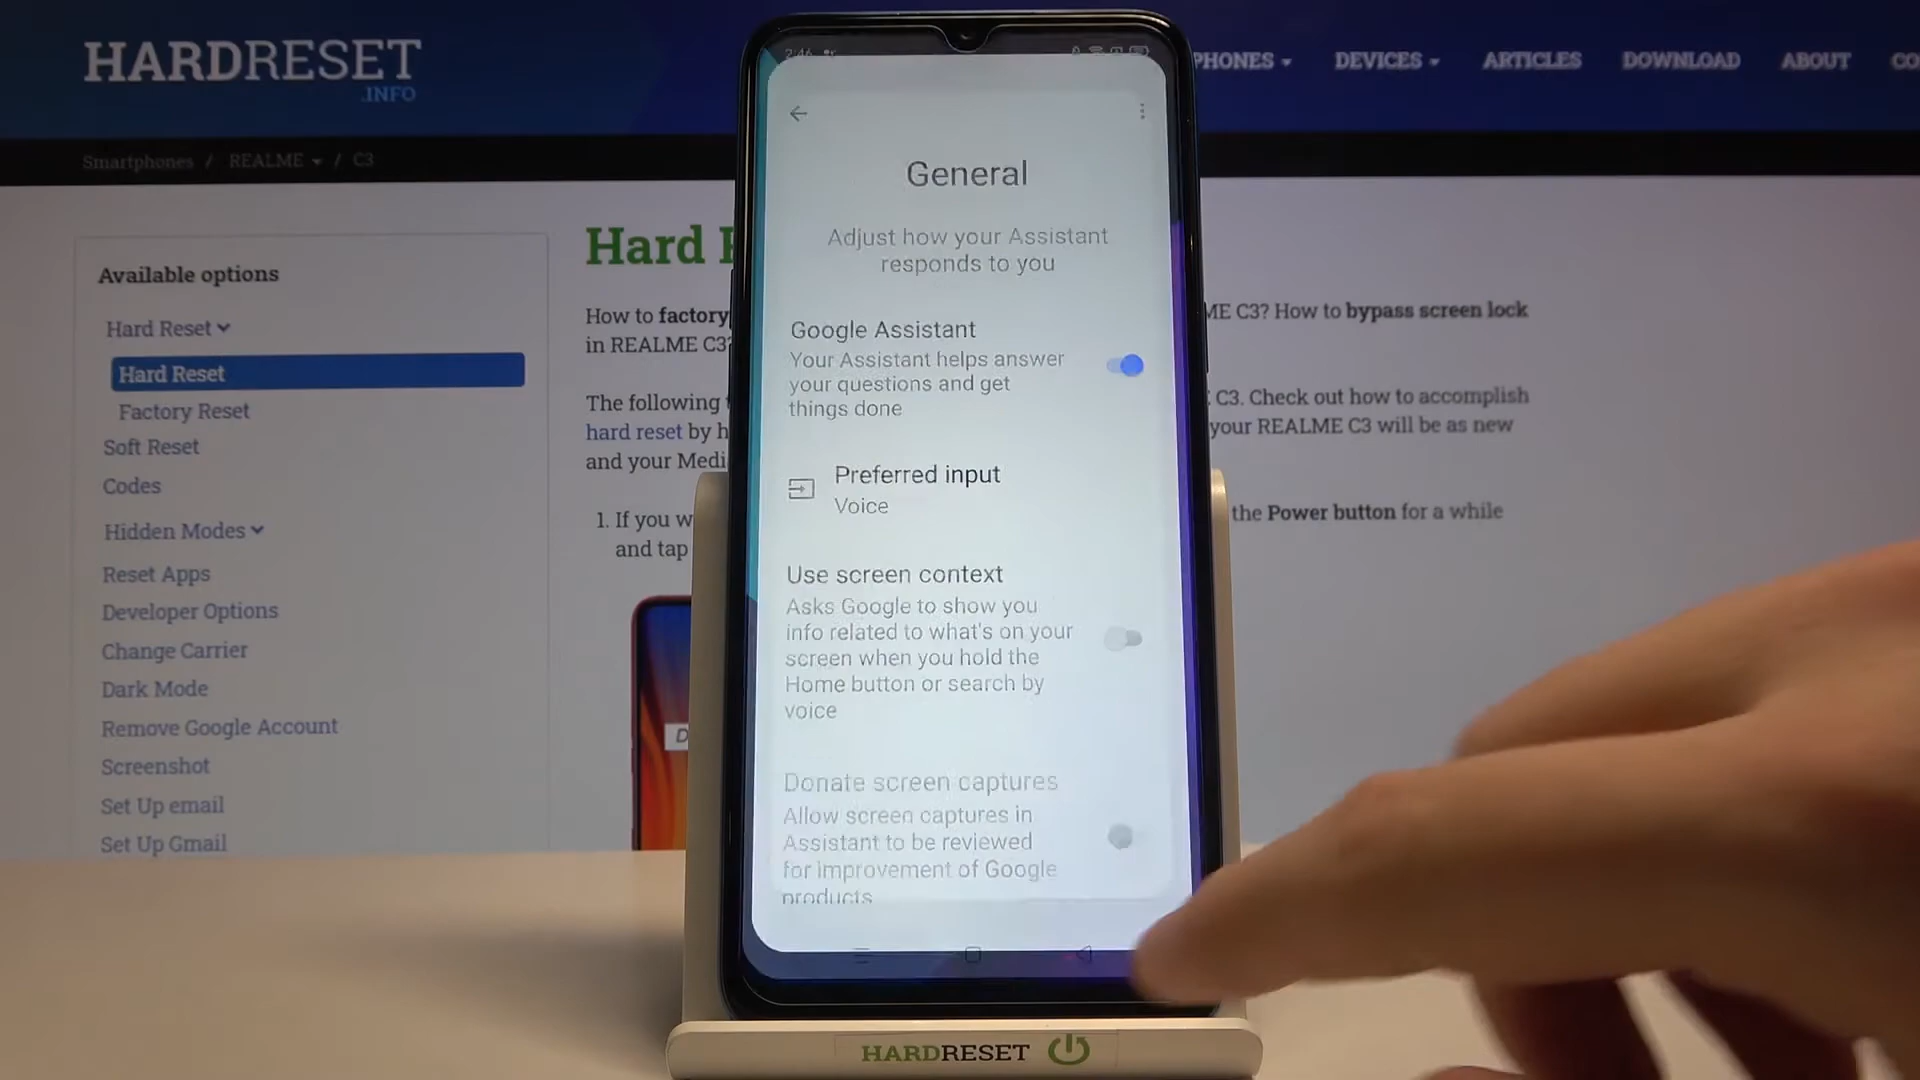 HARDRESET
.INFO
PHONES
DEVICES
ARTICLES
DOWNLOAD
ABOUT
Smartphones / REALME / C3
Available options
Hard Reset
Hard Reset
Factory Reset
Soft Reset
Codes
Hidden Modes
Reset Apps
Developer Options
Change Carrier
Dark Mode
Remove Google Account
Screenshot
Set Up email
Set Up Gmail
Hard
How to factory
in REALME C3?
The following
hard reset by h
and your Medi
1. If you w
and tap
ME C3? How to bypass screen lock
C3. Check out how to accomplish
your REALME C3 will be as new
the Power button for a while
2:46
General
Adjust how your Assistant
responds to you
Google Assistant
Your Assistant helps answer
your questions and get
things done
Preferred input
Voice
Use screen context
Asks Google to show you
info related to what's on your
screen when you hold the
Home button or search by
voice
Donate screen captures
Allow screen captures in
Assistant to be reviewed
for improvement of Google
products
HARDRESET